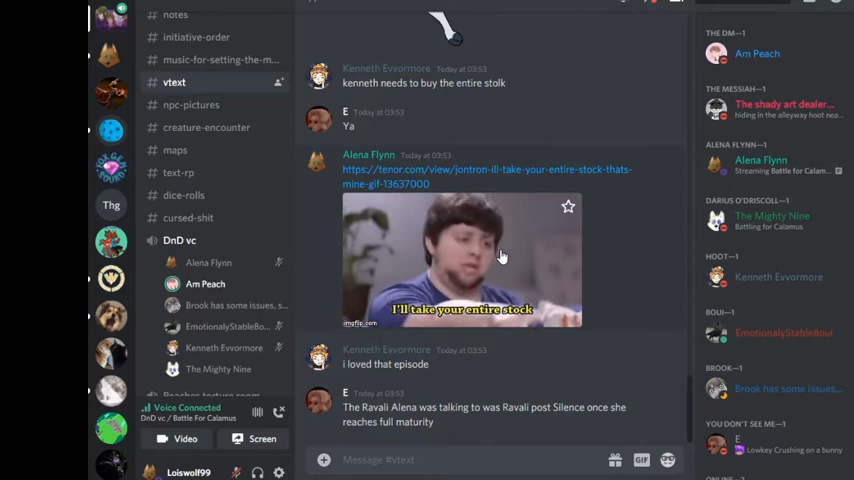 notes
initiative-order
music-for-setting-the-m...
vtext
npc-pictures
creature-encounter
maps
text-rp
dice-rolls
cursed-shit
DnD vc
Alena Flynn
Am Peach
Brook has some issues, s...
EmotionalyStableBo...
Kenneth Evvormore
The Mighty Nine
Voice Connected
DnD vc / Battle For Calamus
Video
Screen
Loiswolf99
Thg
Kenneth Evvormore Today at 03:53
kenneth needs to buy the entire stolk
E Today at 03:53
Ya
Alena Flynn Today at 03:53
https://tenor.com/view/jontron-ill-take-your-entire-stock-thats-
mine-gif-13637000
I'll take your entire stock
imgflip.com
Kenneth Evvormore Today at 03:53
i loved that episode
E Today at 03:53
The Ravali Alena was talking to was Ravali post Silence once she
reaches full maturity
Message #vtext
GIF
THE DM—1
Am Peach
THE MESSIAH—1
The shady art dealer...
hiding in the alleyway hoot nea...
ALENA FLYNN—1
Alena Flynn
Streaming Battle for Calam...
DARIUS O'DRISCOLL—1
The Mighty Nine
Battling for Calamus
HOOT—1
Kenneth Evvormore
BOUI—1
EmotionalyStableBoul
BROOK—1
Brook has some issues...
YOU DON'T SEE ME—1
E
Lowkey Crushing on a bunny